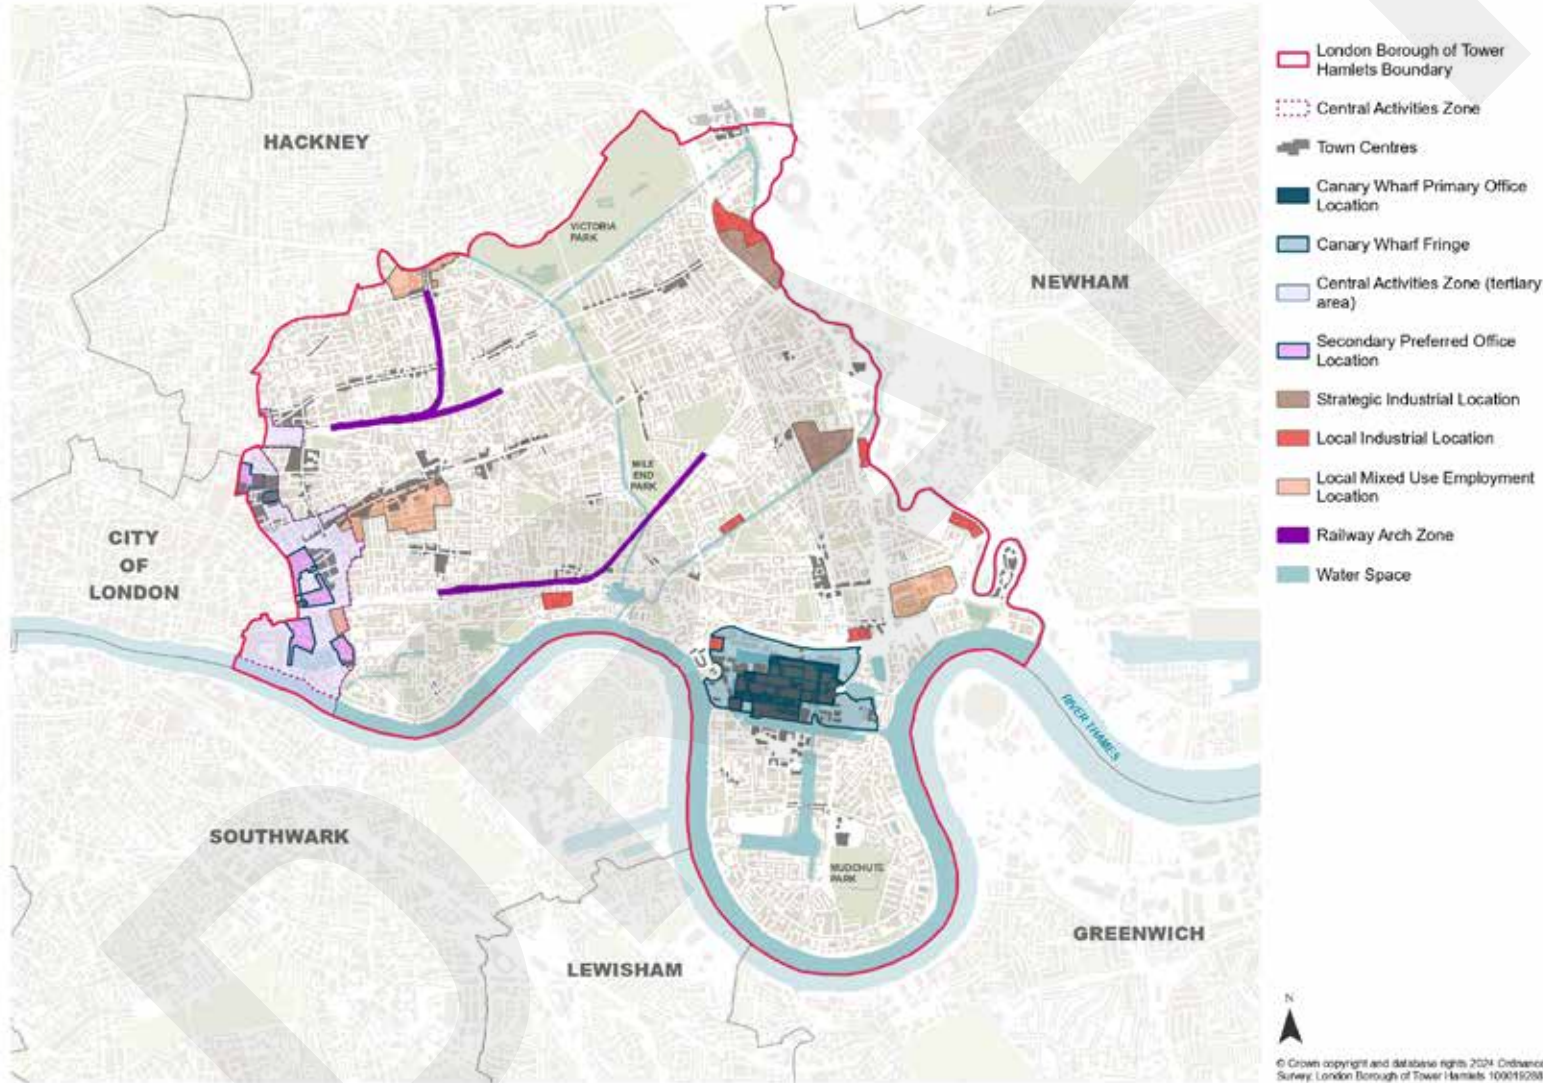 HACKNEY
VICTORIA
PARK
NEWHAM
MILE
END
PARK
CITY
OF
LONDON
RIVER THAMES
SOUTHWARK
MUDCHUTE
PARK
GREENWICH
LEWISHAM
London Borough of Tower
Hamlets Boundary
Central Activities Zone
Town Centres
Canary Wharf Primary Office
Location
Canary Wharf Fringe
Central Activities Zone (tertiary
area)
Secondary Preferred Office
Location
Strategic Industrial Location
Local Industrial Location
Local Mixed Use Employment
Location
Railway Arch Zone
Water Space
N
© Crown copyright and database rights 2024 Ordnance
Survey, London Borough of Tower Hamlets 100019288
DRAFT